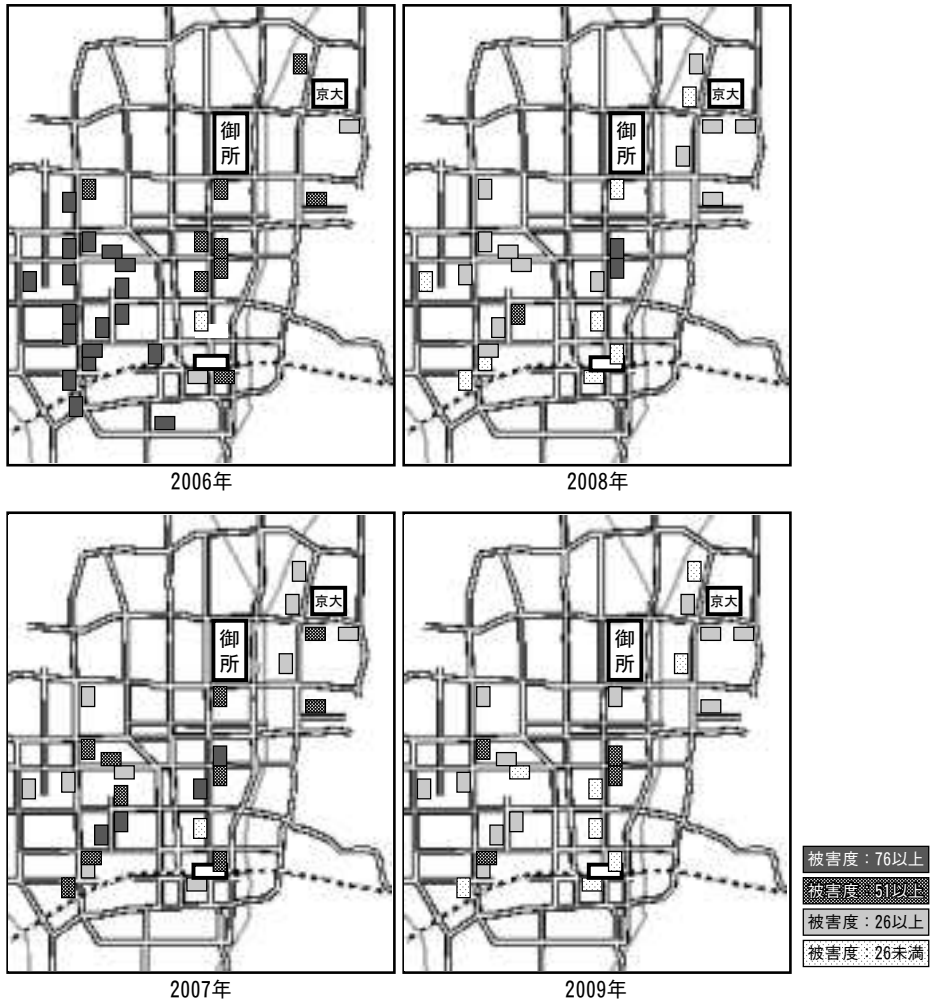 京大
御
所
2006年
京大
御
所
2008年
京大
御
所
2007年
京大
御
所
2009年
被害度:76以上
被害度:51以上
被害度:26以上
被害度:26未満